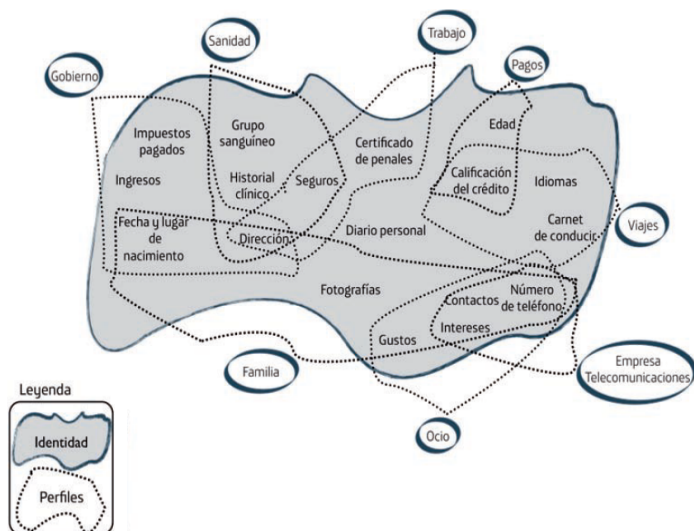 Sanidad
Trabajo
Gobierno
Pagos
Impuestos
pagados
Grupo
sanguíneo
Certificado
de penales
Edad
Ingresos
Historial
clínico
Seguros
Calificación
del crédito
Idiomas
Fecha y lugar
de
nacimiento
Dirección
Diario personal
Carnet
de conducir
Viajes
Fotografías
Contactos
Número
de teléfono
Intereses
Gustos
Familia
Empresa
Telecomunicaciones
Ocio
Leyenda
Identidad
Perfiles